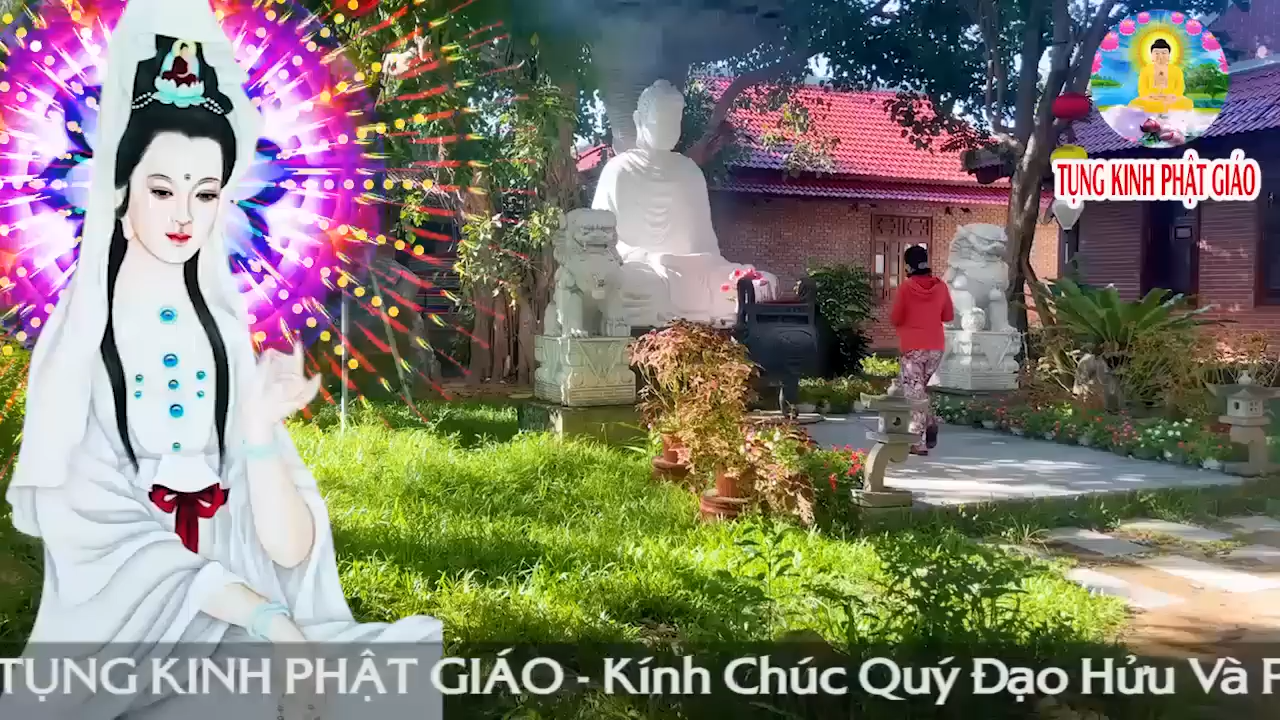 TỤNG KINH PHẬT GIÁO
TỤNG KINH PHẬT GIÁO - Kính Chúc Quý Đạo Hửu Và